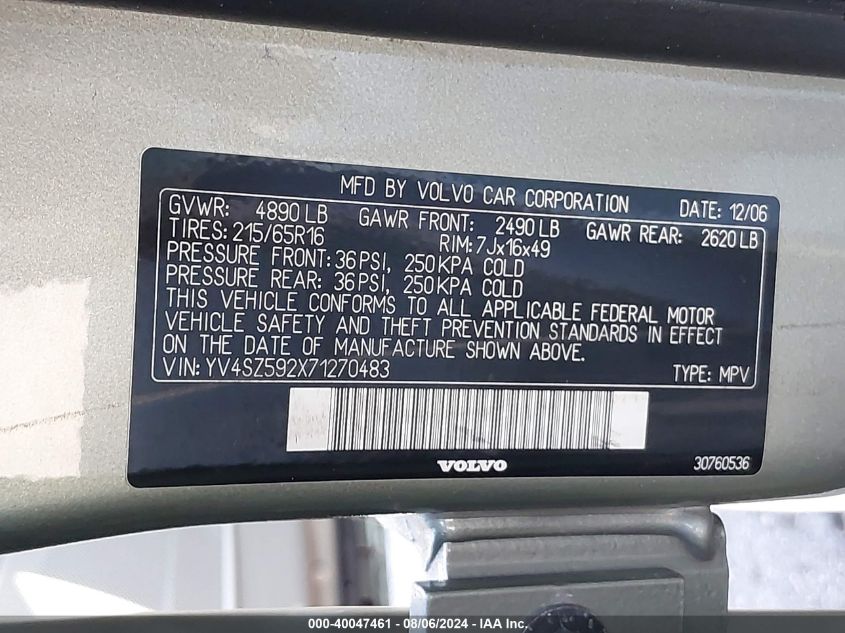 MFD BY VOLVO CAR CORPORATION DATE: 12/06
GVWR: 4890 LB GAWR FRONT: 2490 LB GAWR REAR: 2620 LB
TIRES: 215/65R16 RIM: 7Jx16x49
PRESSURE FRONT: 36 PSI, 250 KPA COLD
PRESSURE REAR: 36 PSI, 250 KPA COLD
THIS VEHICLE CONFORMS TO ALL APPLICABLE FEDERAL MOTOR
VEHICLE SAFETY AND THEFT PREVENTION STANDARDS IN EFFECT
ON THE DATE OF MANUFACTURE SHOWN ABOVE.
VIN: YV4SZ592X71270483 TYPE: MPV
VOLVO 30760536
000-40047461 - 08/06/2024 - IAA Inc.